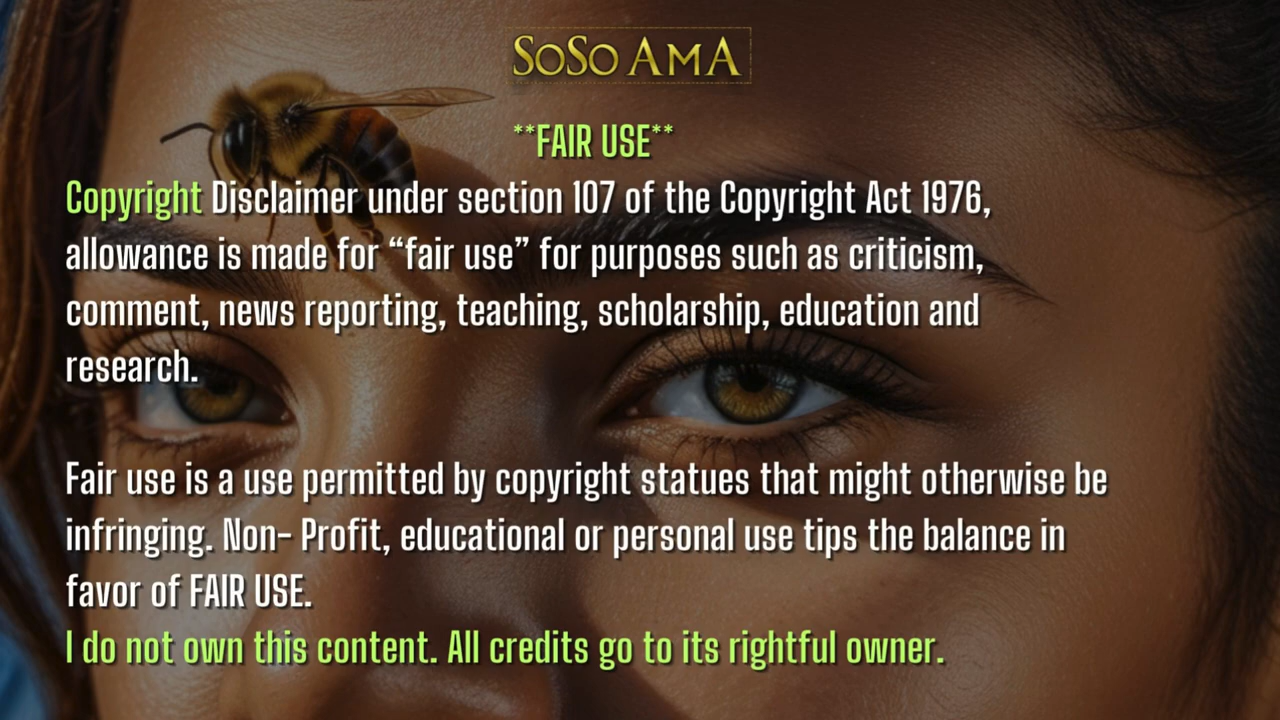 SoSo AmA
**FAIR USE**
Copyright Disclaimer under section 107 of the Copyright Act 1976,
allowance is made for “fair use” for purposes such as criticism,
comment, news reporting, teaching, scholarship, education and
research.
Fair use is a use permitted by copyright statues that might otherwise be
infringing. Non- Profit, educational or personal use tips the balance in
favor of FAIR USE.
I do not own this content. All credits go to its rightful owner.